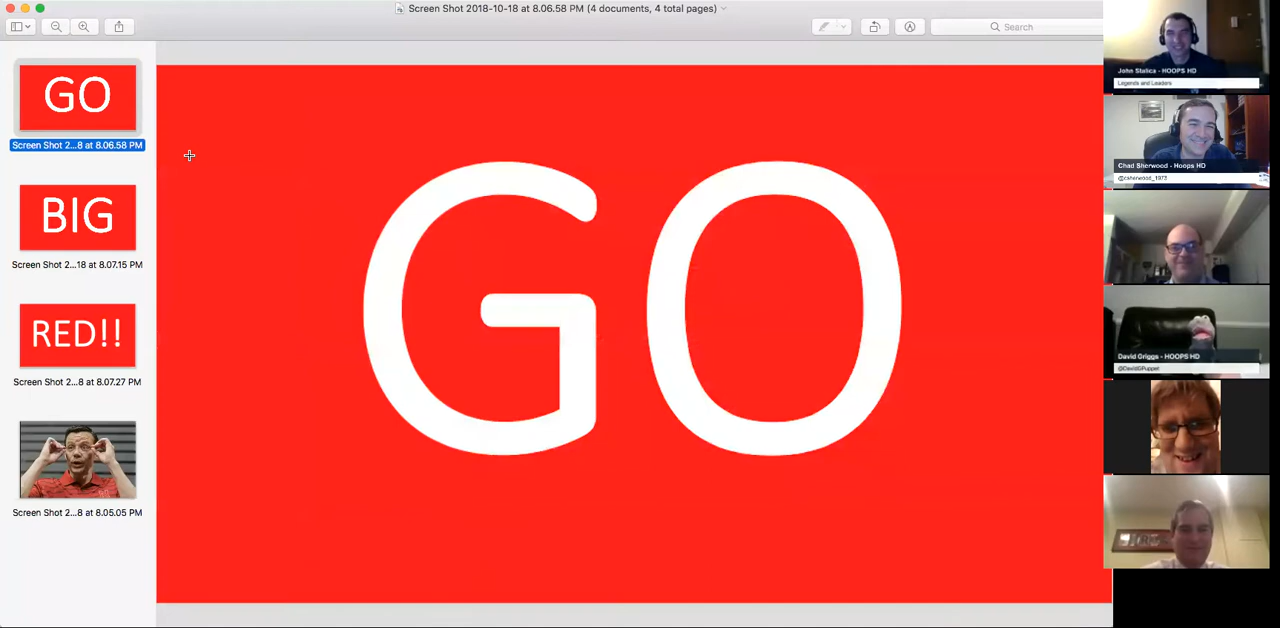 Screen Shot 2018-10-18 at 8.06.58 PM (4 documents, 4 total pages)
Search
GO
Screen Shot 2...8 at 8.06.58 PM
BIG
Screen Shot 2...18 at 8.07.15 PM
RED!!
Screen Shot 2...8 at 8.07.27 PM
Screen Shot 2...8 at 8.05.05 PM
GO
John Stalica - HOOPS HD
Legends and Leaders
Chad Sherwood - Hoops HD
@csherwood_1973
David Griggs - HOOPS HD
@DavidGPuppet